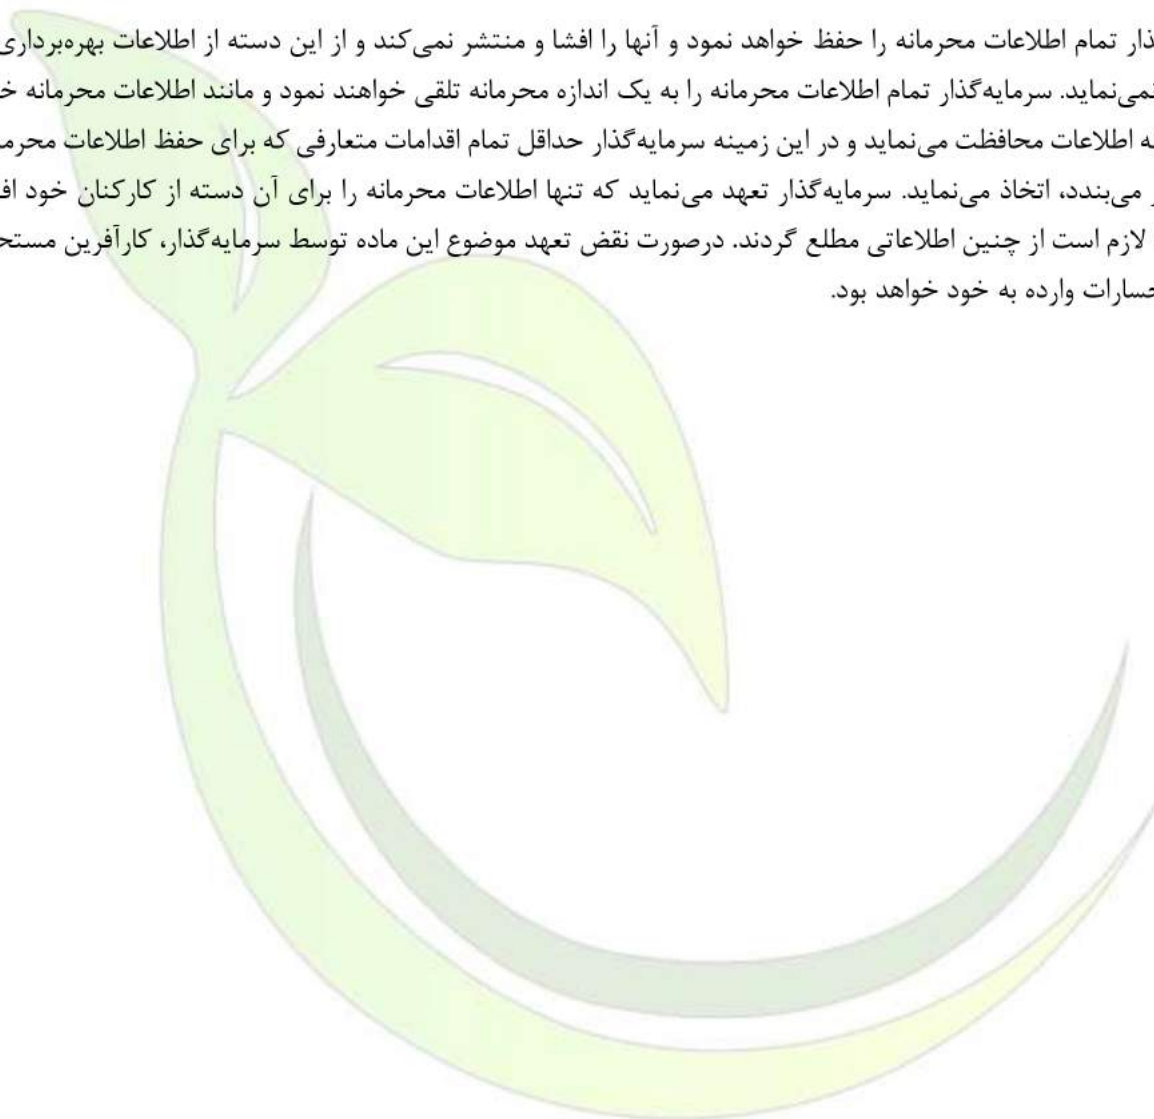 تمام اطلاعات محرمانه را حفظ خواهد نمود و آنها را افشا و منتشر نمی‌کند و از این دسته از اطلاعات بهره‌برداری
نمی‌نماید. سرمایه‌گذار تمام اطلاعات محرمانه را به یک اندازه محرمانه تلقی خواهند نمود و مانند اطلاعات محرمانه
اطلاعات محافظت می‌نماید و در این زمینه سرمایه‌گذار حداقل تمام اقدامات متعارفی که برای حفظ اطلاعات
می‌بندد، اتخاذ می‌نماید. سرمایه‌گذار تعهد می‌نماید که تنها اطلاعات محرمانه را برای آن دسته از کارکنان خود
لازم است از چنین اطلاعاتی مطلع گردند. درصورت نقض تعهد موضوع این ماده توسط سرمایه‌گذار، کارآفرین
وارده به خود خواهد بود.